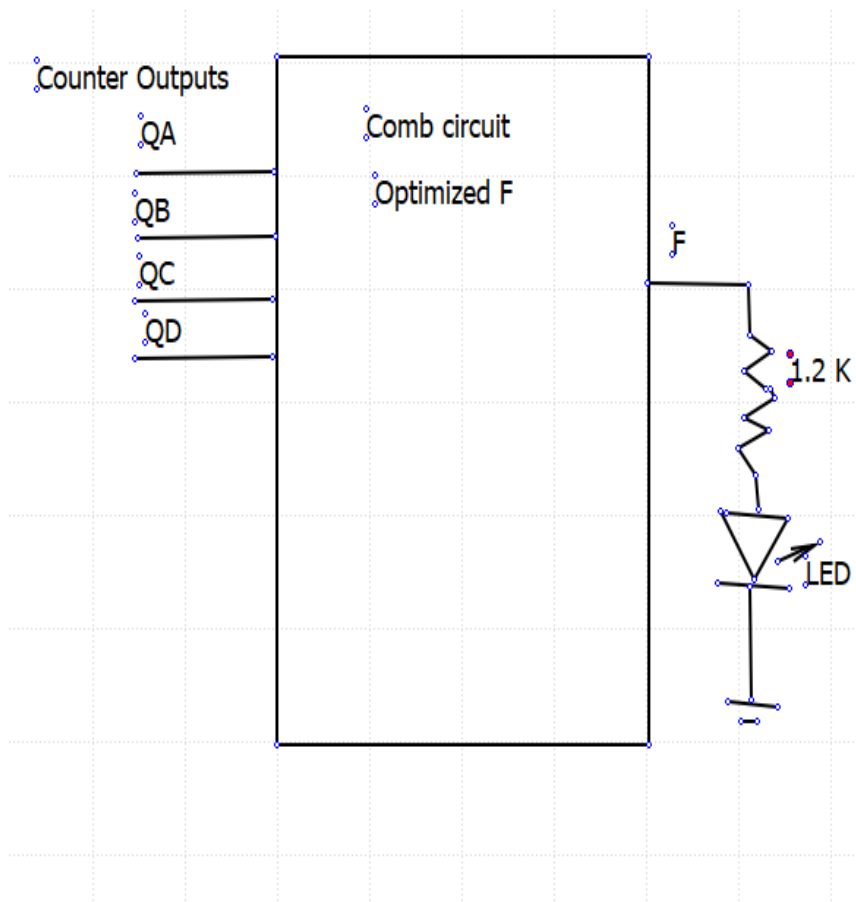 Counter Outputs
QA
QB
QC
QD
Comb circuit
Optimized F
F
1.2 K
LED